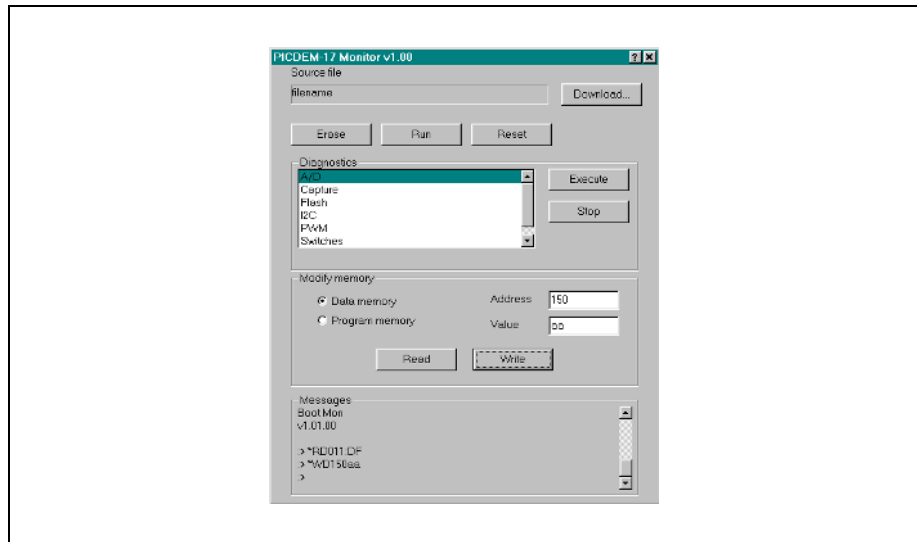 PICDEM-17 Monitor v1.00
Source file
filename
Download...
Erase
Run
Reset
Diagnostics
A/D
Capture
Flash
I2C
PWM
Switches
Execute
Stop
Modify memory
Data memory
Program memory
Address
150
Value
Read
Write
Messages
Boot Mon
v1.01.00
> *RD011:DF
> *WD150aa
>